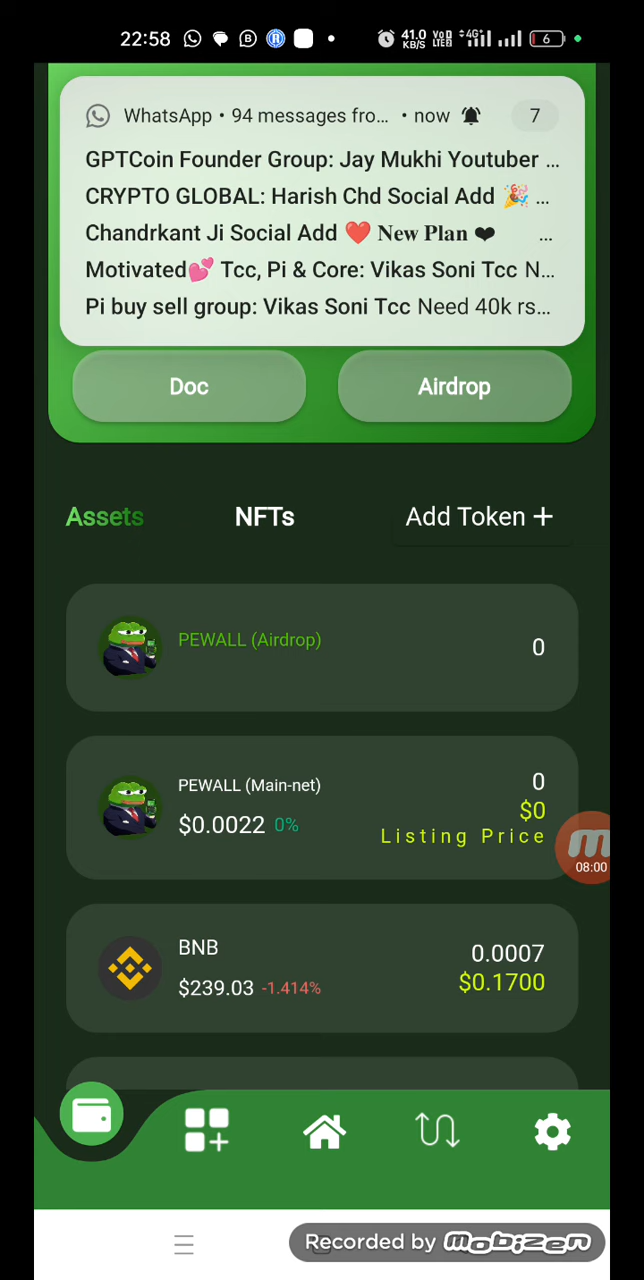 22:58 41.0 KB/S VoD LTE2 4G 6
WhatsApp • 94 messages fro... • now 7
GPTCoin Founder Group: Jay Mukhi Youtuber ...
CRYPTO GLOBAL: Harish Chd Social Add 🎉 ...
Chandrkant Ji Social Add ❤️ 𝐍𝐞𝐰 𝐏𝐥𝐚𝐧 ❤ ...
Motivated💕 Tcc, Pi & Core: Vikas Soni Tcc N...
Pi buy sell group: Vikas Soni Tcc Need 40k rs...
Doc Airdrop
Assets NFTs Add Token +
PEWALL (Airdrop) 0
PEWALL (Main-net) 0
$0.0022 0% $0
Listing Price
08:00
BNB 0.0007
$239.03 -1.414% $0.1700
Recorded by mobizen